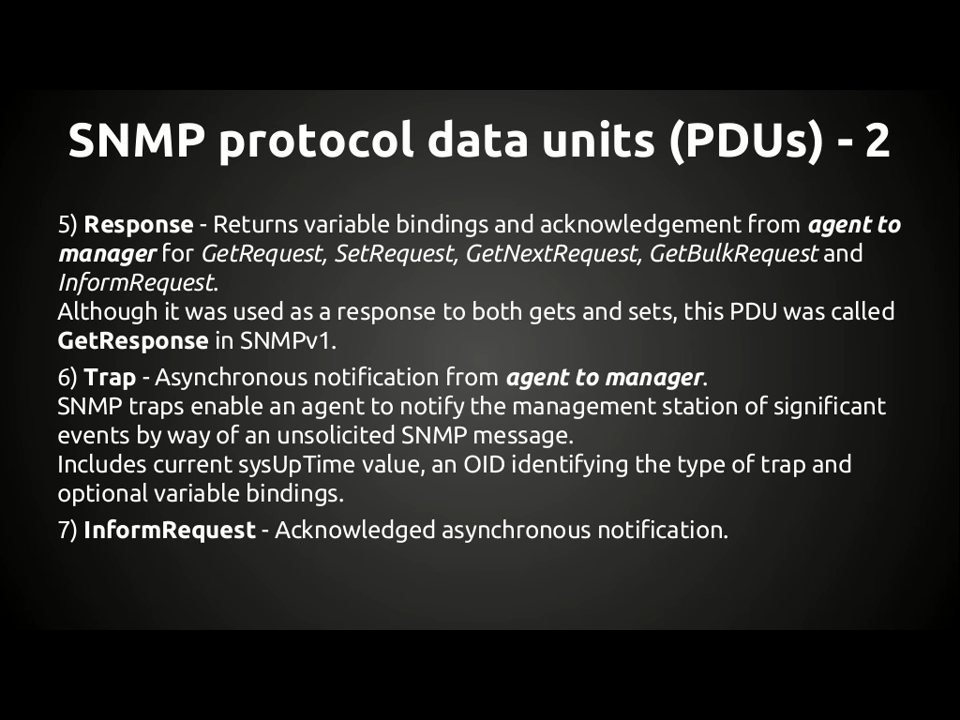 SNMP protocol data units (PDUs) - 2
5) Response - Returns variable bindings and acknowledgement from agent to
manager for GetRequest, SetRequest, GetNextRequest, GetBulkRequest and
InformRequest.
Although it was used as a response to both gets and sets, this PDU was called
GetResponse in SNMPv1.
6) Trap - Asynchronous notification from agent to manager.
SNMP traps enable an agent to notify the management station of significant
events by way of an unsolicited SNMP message.
Includes current sysUpTime value, an OID identifying the type of trap and
optional variable bindings.
7) InformRequest - Acknowledged asynchronous notification.